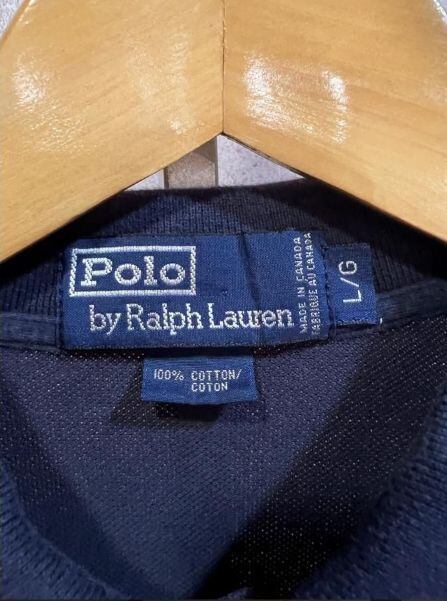 Polo
by Ralph Lauren
MADE IN CANADA
FABRIQUÉ AU CANADA
L/G
100% COTTON/
COTON